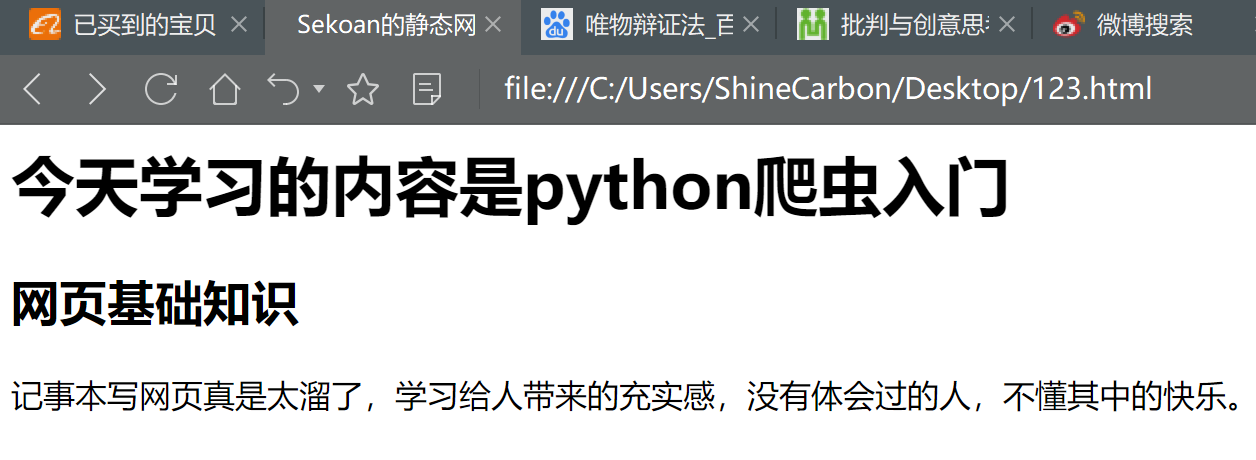 已买到的宝贝 Sekoan的静态网 唯物辩证法_百 批判与创意思 微博搜索
file:///C:/Users/ShineCarbon/Desktop/123.html
今天学习的内容是python爬虫入门
网页基础知识
记事本写网页真是太溜了，学习给人带来的充实感，没有体会过的人，不懂其中的快乐。